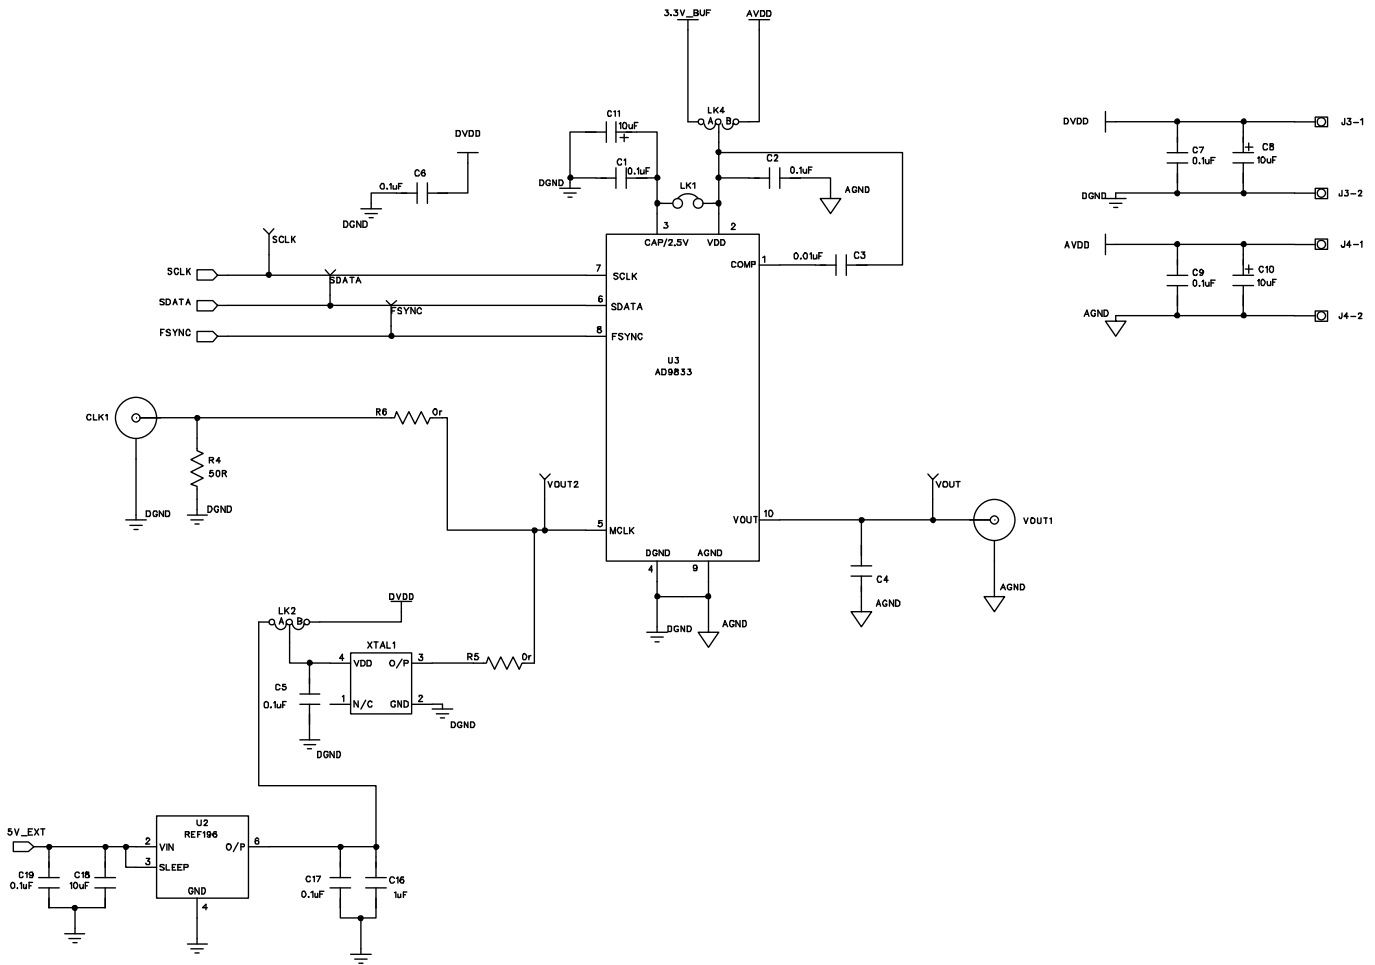 3.3V_BUF
AVDD
LK4
A B
C11
10uF
+
C1
0.1uF
DGND
LK1
C2
0.1uF
AGND
DVDD
C6
0.1uF
DGND
3
2
CAP/2.5V
VDD
COMP
1
0.01uF
C3
SCLK
SCLK
7
SCLK
SDATA
SDATA
6
SDATA
FSYNC
FSYNC
8
FSYNC
U3
AD9833
DVDD
J3-1
C7
0.1uF
+
C8
10uF
DGND
J3-2
AVDD
J4-1
C9
0.1uF
+
C10
10uF
AGND
J4-2
CLK1
R6
0r
R4
50R
DGND
DGND
VOUT2
5
MCLK
VOUT
10
VOUT
VOUT1
C4
AGND
AGND
DGND
AGND
4
9
DGND
AGND
LK2
A B
DVDD
XTAL1
4
VDD
O/P
3
R5
0r
C5
0.1uF
1
N/C
GND
2
DGND
DGND
5V_EXT
U2
REF196
2
VIN
O/P
6
3
SLEEP
GND
4
C19
0.1uF
C18
10uF
C17
0.1uF
C16
1uF